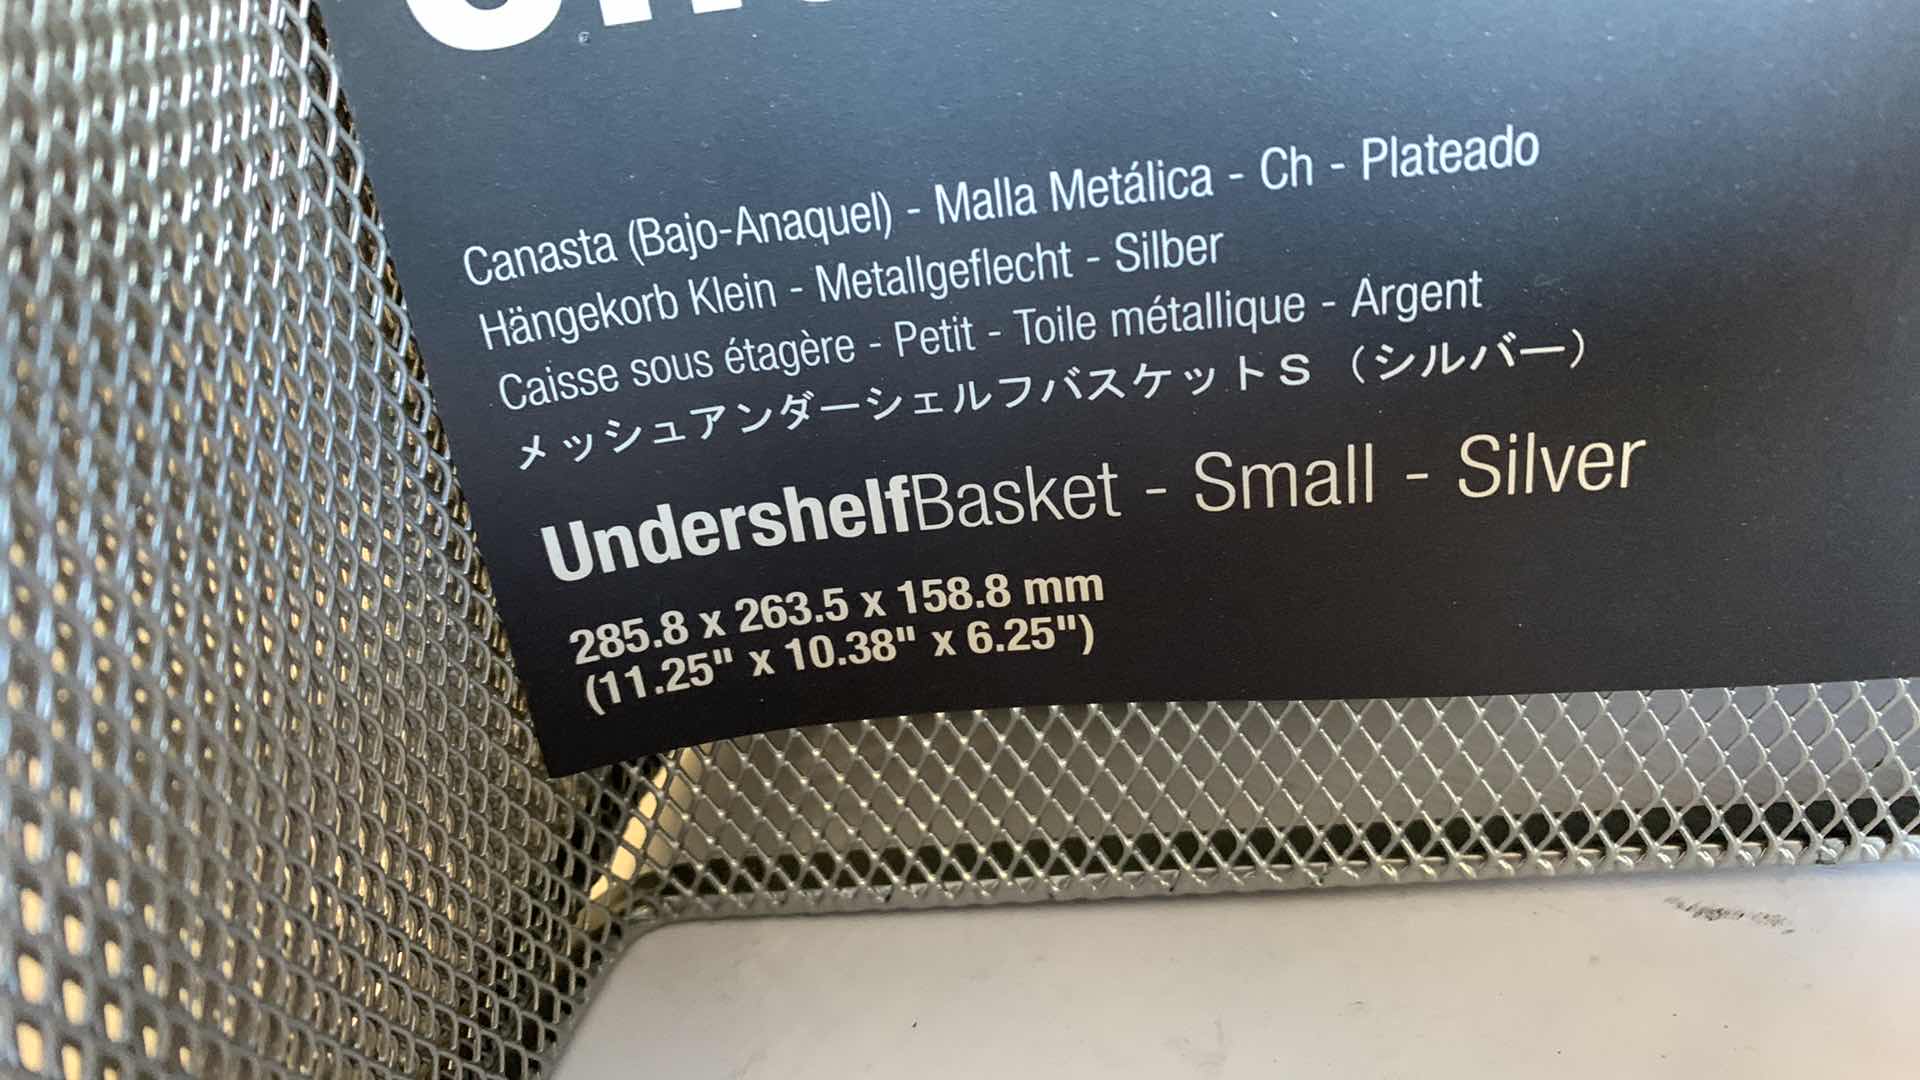 Canasta (Bajo-Anaquel) - Malla Metálica - Ch - Plateado
Hängekorb Klein - Metallgeflecht - Silber
Caisse sous étagère - Petit - Toile métallique - Argent
メッシュアンダーシェルフバスケットS（シルバー）
UndershelfBasket - Small - Silver
285.8 x 263.5 x 158.8 mm
(11.25" x 10.38" x 6.25")